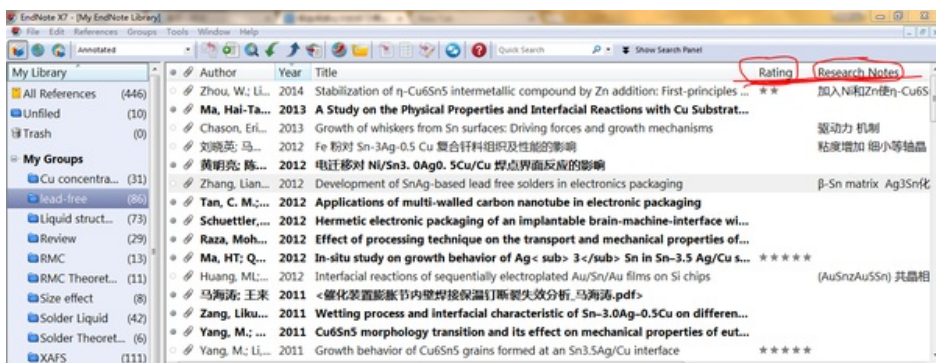 EndNote X7 - [My EndNote Library]
File Edit References Groups Tools Window Help
Annotated Quick Search Show Search Panel
My Library Author Year Title Rating Research Notes
All References (446) Zhou, W.; Li... 2014 Stabilization of η-Cu6Sn5 intermetallic compound by Zn addition: First-principles ... ★★ 加入Ni和Zn使η-Cu6S
Unfiled (10) Ma, Hai-Ta... 2013 A Study on the Physical Properties and Interfacial Reactions with Cu Substrat...
Trash (0) Chason, Eri... 2013 Growth of whiskers from Sn surfaces: Driving forces and growth mechanisms 驱动力 机制
刘晓英; 马... 2012 Fe 粉对 Sn-3Ag-0.5 Cu 复合钎料组织及性能的影响 粘度增加 细小等轴晶
My Groups 黄明亮; 陈... 2012 电迁移对 Ni/Sn3. 0Ag0. 5Cu/Cu 焊点界面反应的影响
Cu concentra... (31) Zhang, Lian... 2012 Development of SnAg-based lead free solders in electronics packaging β-Sn matrix Ag3Sn化
lead-free (86) Tan, C. M.;... 2012 Applications of multi-walled carbon nanotube in electronic packaging
Liquid struct... (73) Schuettler,... 2012 Hermetic electronic packaging of an implantable brain-machine-interface wi...
Review (29) Raza, Moh... 2012 Effect of processing technique on the transport and mechanical properties of...
RMC (13) Ma, HT; Q... 2012 In-situ study on growth behavior of Ag< sub> 3</sub> Sn in Sn–3.5 Ag/Cu s... ★★★★★
RMC Theoret... (11) Huang, ML;... 2012 Interfacial reactions of sequentially electroplated Au/Sn/Au films on Si chips (AuSnzAu5Sn) 共晶相
Size effect (8) 马海涛; 王来 2011 <催化装置膨胀节内壁焊接保温钉断裂失效分析_马海涛.pdf>
Solder Liquid (42) Zang, Liku... 2011 Wetting process and interfacial characteristic of Sn–3.0Ag–0.5Cu on differen...
Solder Theoret... (6) Yang, M.; ... 2011 Cu6Sn5 morphology transition and its effect on mechanical properties of eut...
XAFS (111) Yang, M.; Li,... 2011 Growth behavior of Cu6Sn5 grains formed at an Sn3.5Ag/Cu interface ★★★★★